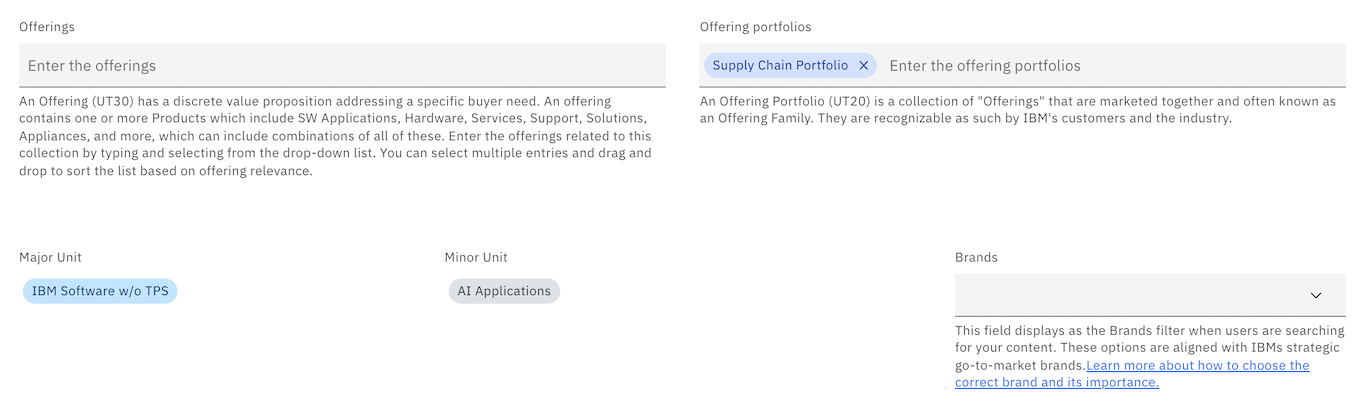 Offerings
Enter the offerings
An Offering (UT30) has a discrete value proposition addressing a specific buyer need. An offering
contains one or more Products which include SW Applications, Hardware, Services, Support, Solutions,
Appliances, and more, which can include combinations of all of these. Enter the offerings related to this
collection by typing and selecting from the drop-down list. You can select multiple entries and drag and
drop to sort the list based on offering relevance.
Offering portfolios
Supply Chain Portfolio × Enter the offering portfolios
An Offering Portfolio (UT20) is a collection of "Offerings" that are marketed together and often known as
an Offering Family. They are recognizable as such by IBM's customers and the industry.
Major Unit
IBM Software w/o TPS
Minor Unit
AI Applications
Brands
This field displays as the Brands filter when users are searching
for your content. These options are aligned with IBMs strategic
go-to-market brands.Learn more about how to choose the
correct brand and its importance.